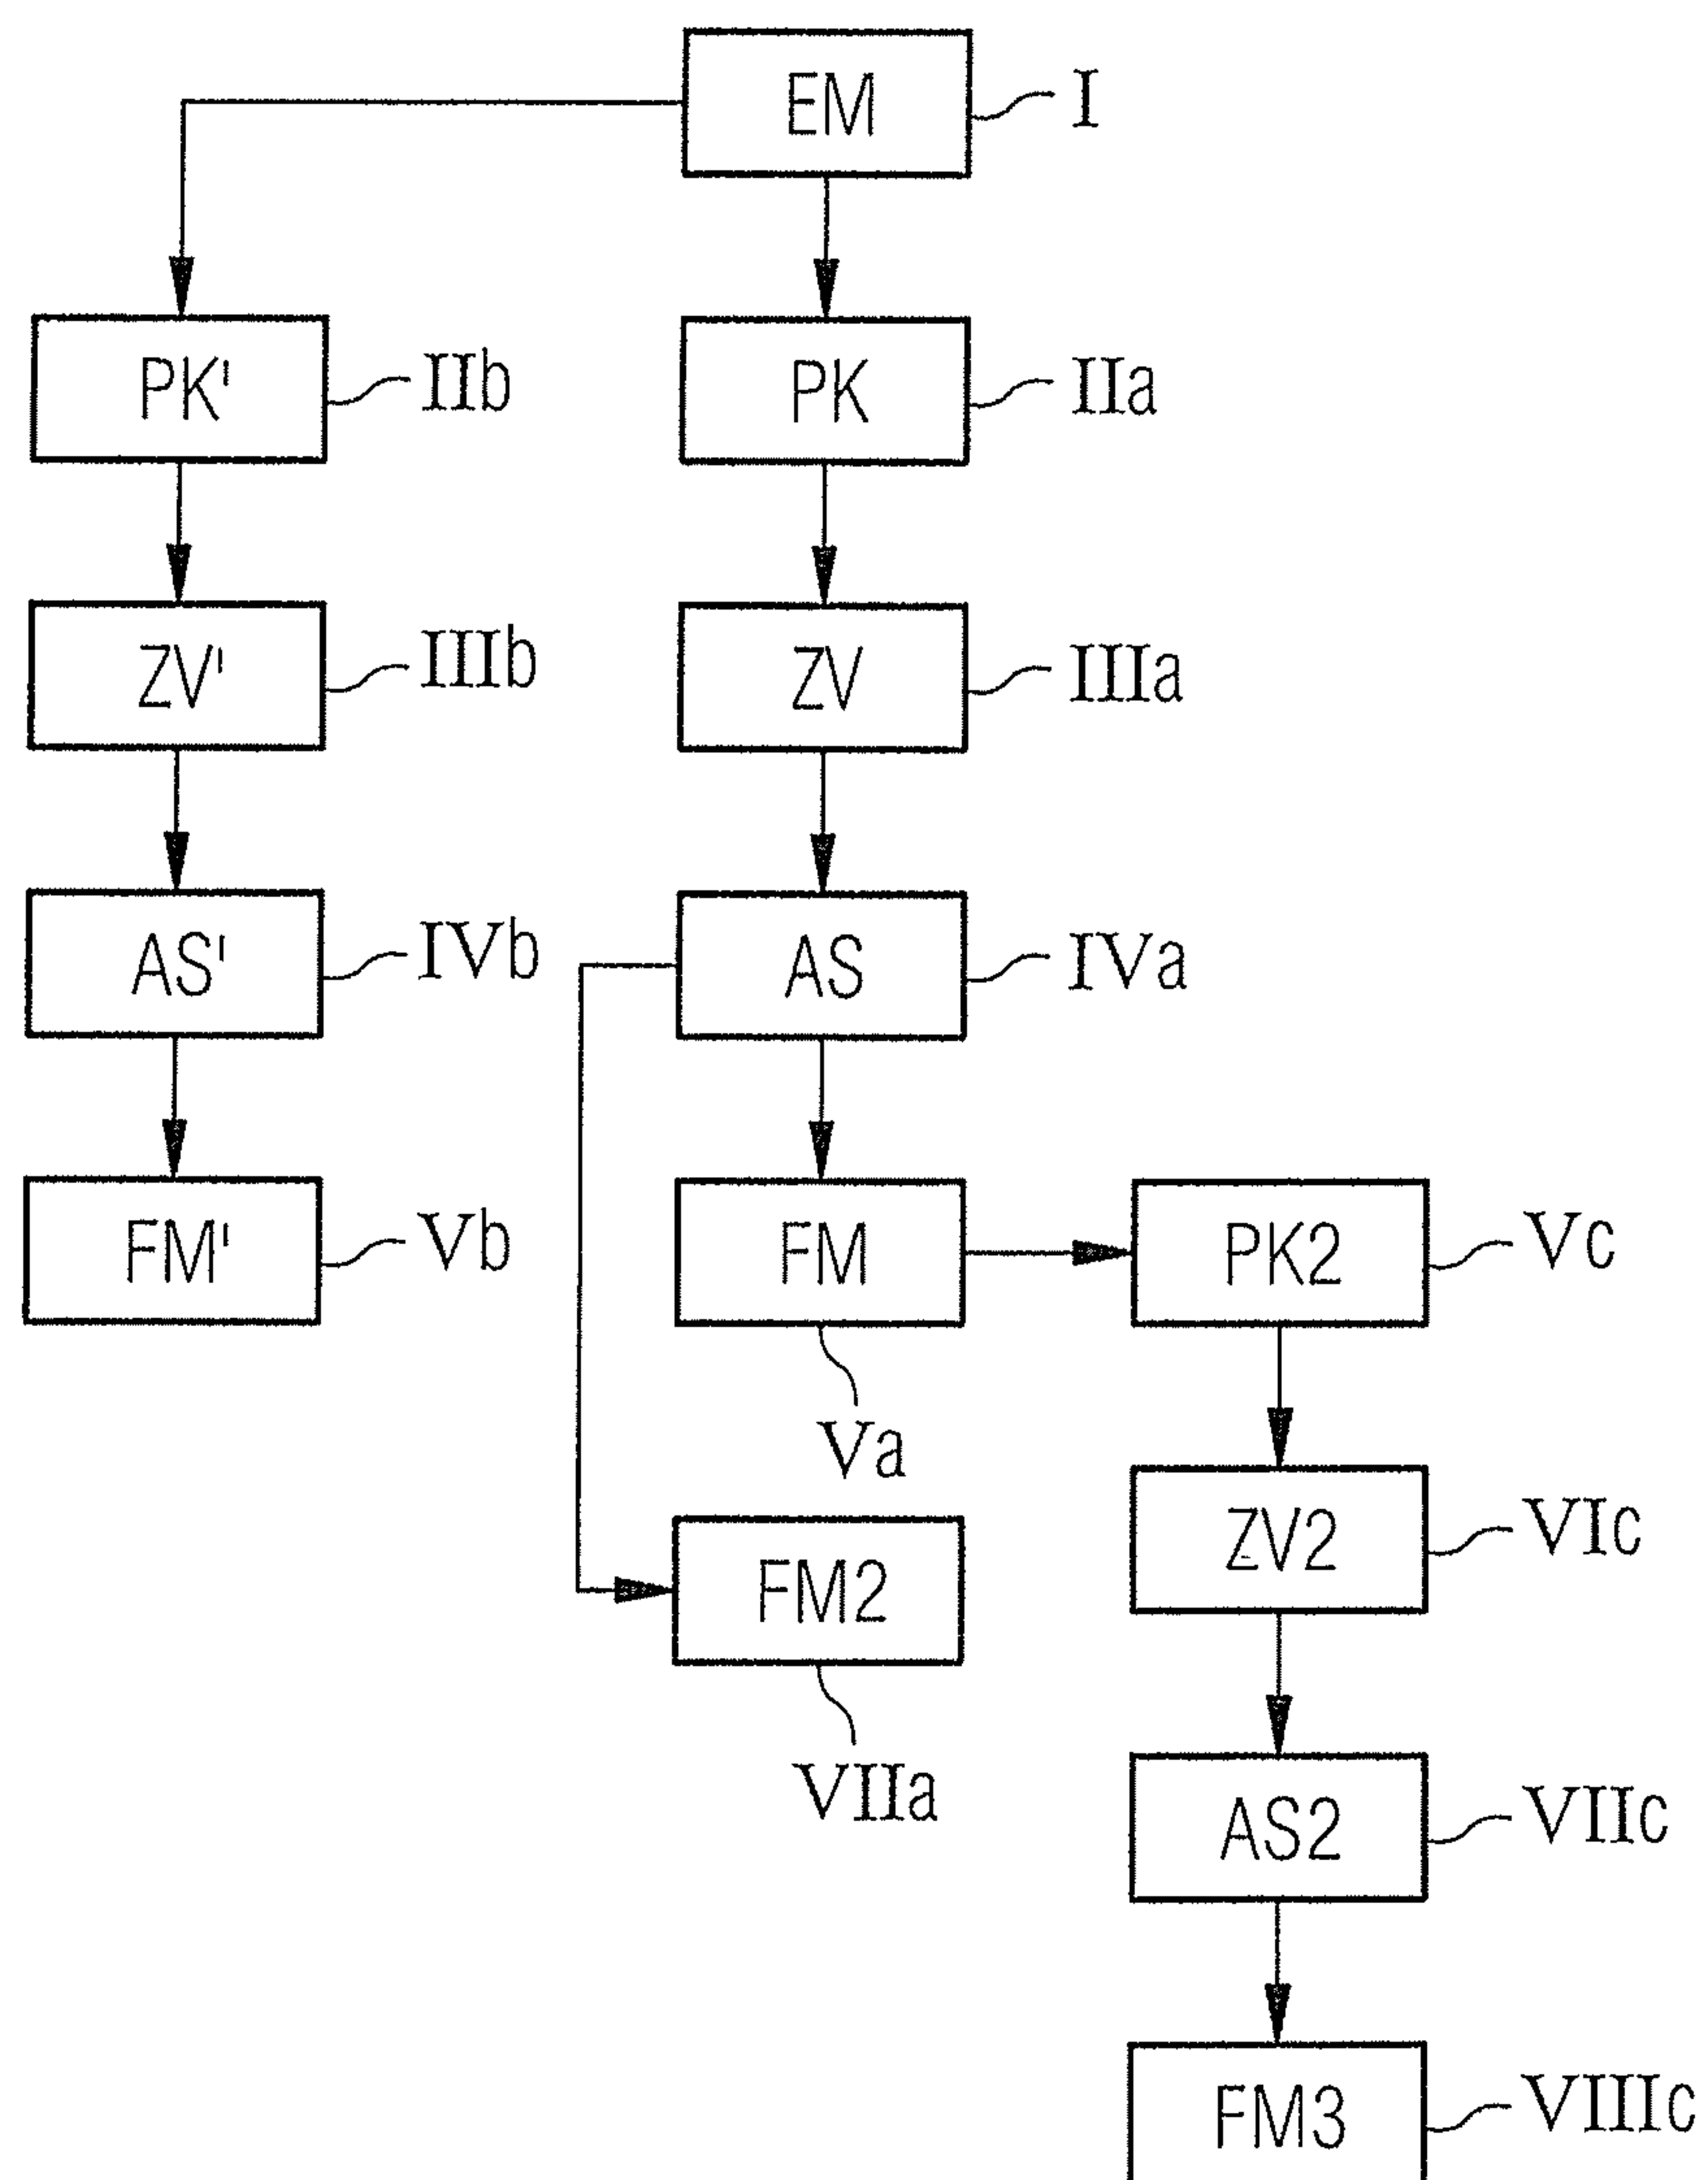 EM I
PK' IIb PK IIa
ZV' IIIb ZV IIIa
AS' IVb AS IVa
FM' Vb FM PK2 Vc
Va
ZV2 VIc
FM2
VIIa
AS2 VIIc
FM3 VIIIc